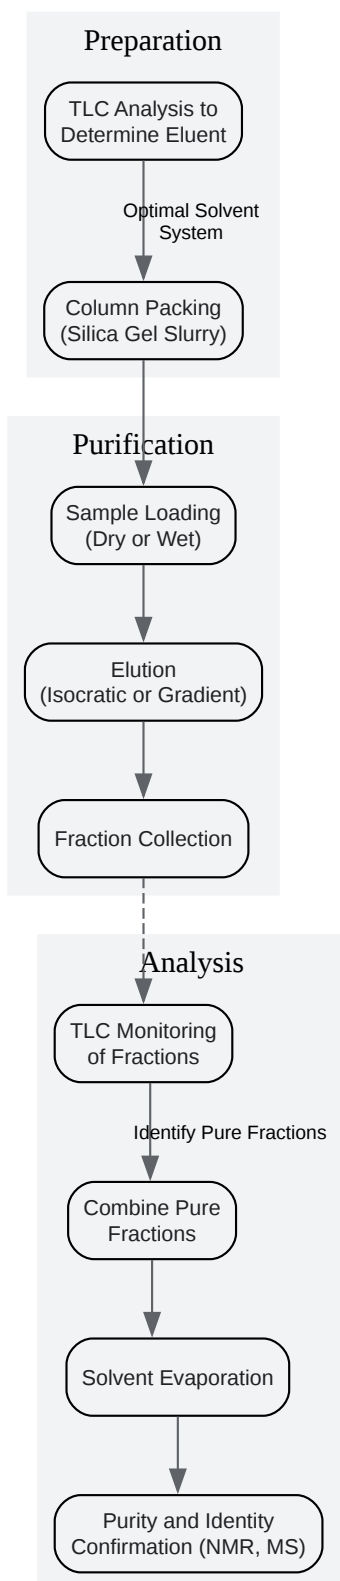 Preparation
TLC Analysis to
Determine Eluent
Optimal Solvent
System
Column Packing
(Silica Gel Slurry)
Purification
Sample Loading
(Dry or Wet)
Elution
(Isocratic or Gradient)
Fraction Collection
Analysis
TLC Monitoring
of Fractions
Identify Pure Fractions
Combine Pure
Fractions
Solvent Evaporation
Purity and Identity
Confirmation (NMR, MS)